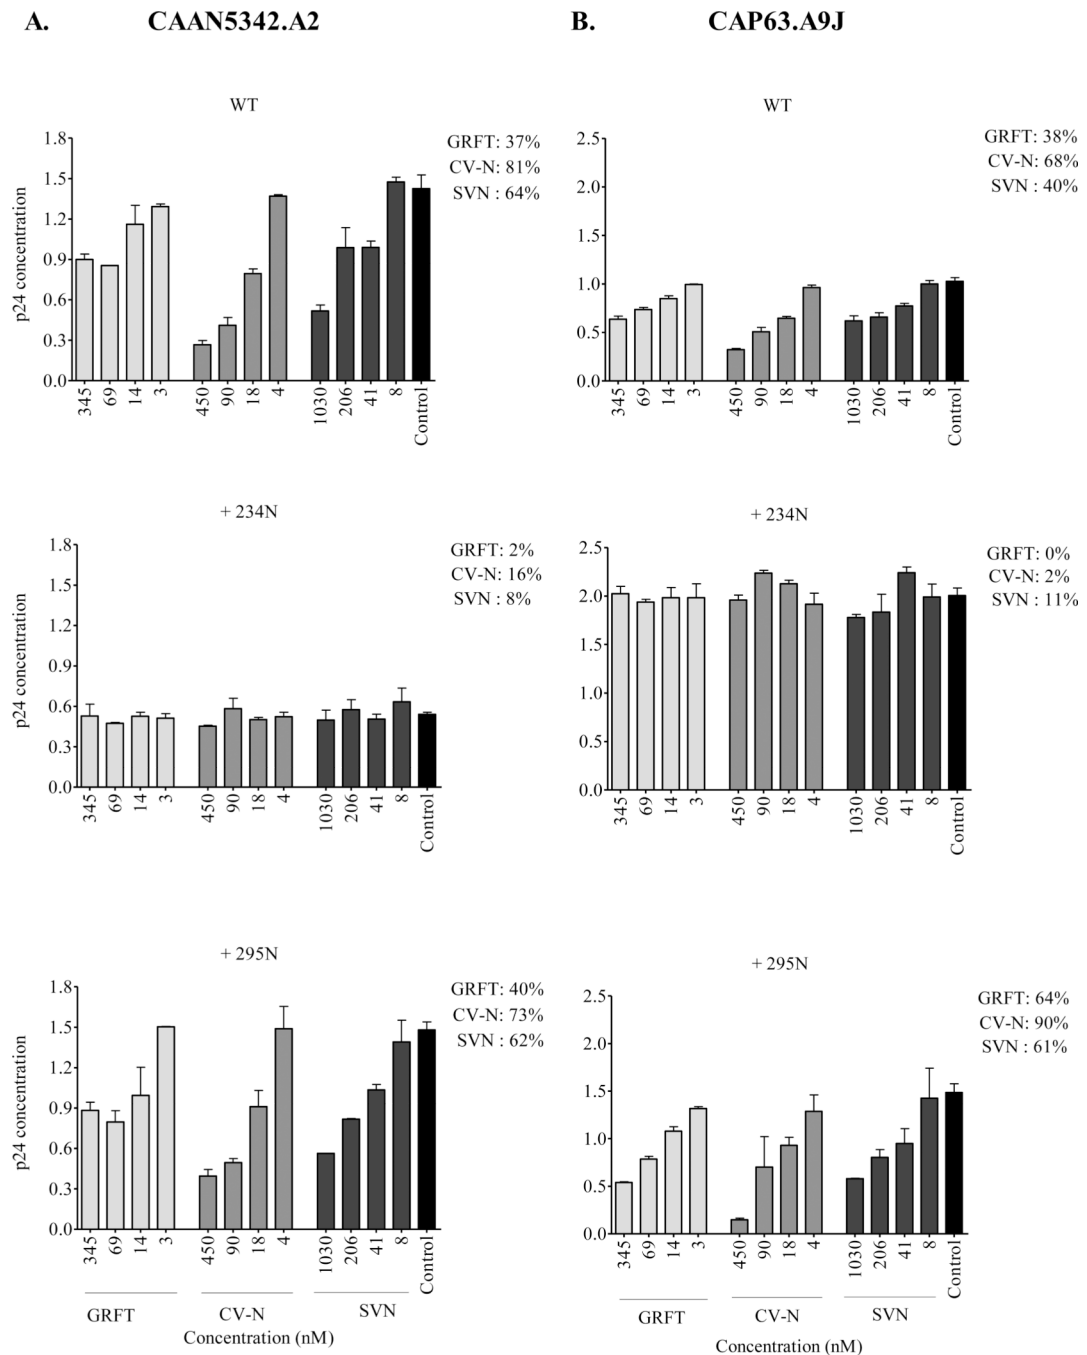 A. CAAN5342.A2
B. CAP63.A9J
WT
GRFT: 37%
CV-N: 81%
SVN : 64%
p24 concentration
1.8
1.5
1.2
0.9
0.6
0.3
0.0
345 69 14 3 450 90 18 4 1030 206 41 8 Control
WT
GRFT: 38%
CV-N: 68%
SVN : 40%
2.5
2.0
1.5
1.0
0.5
0.0
345 69 14 3 450 90 18 4 1030 206 41 8 Control
+ 234N
GRFT: 2%
CV-N: 16%
SVN : 8%
p24 concentration
1.8
1.5
1.2
0.9
0.6
0.3
0.0
345 69 14 3 450 90 18 4 1030 206 41 8 Control
+ 234N
GRFT: 0%
CV-N: 2%
SVN : 11%
2.5
2.0
1.5
1.0
0.5
0.0
345 69 14 3 450 90 18 4 1030 206 41 8 Control
+ 295N
GRFT: 40%
CV-N: 73%
SVN : 62%
p24 concentration
1.8
1.5
1.2
0.9
0.6
0.3
0.0
345 69 14 3 450 90 18 4 1030 206 41 8 Control
GRFT CV-N SVN
Concentration (nM)
+ 295N
GRFT: 64%
CV-N: 90%
SVN : 61%
2.5
2.0
1.5
1.0
0.5
0.0
345 69 14 3 450 90 18 4 1030 206 41 8 Control
GRFT CV-N SVN
Concentration (nM)